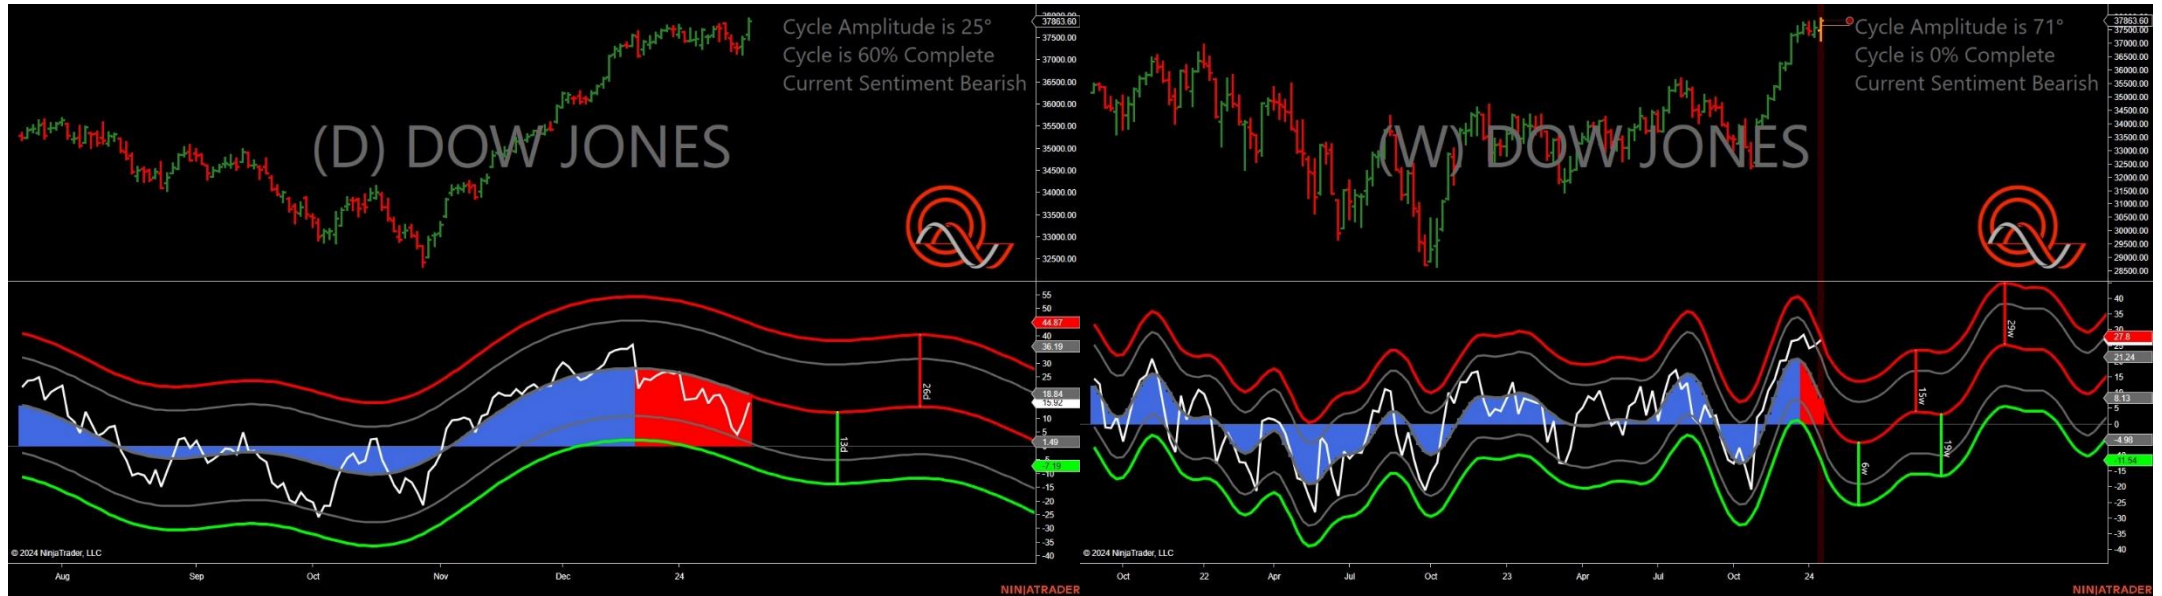 Cycle Amplitude is 25°
Cycle is 60% Complete
Current Sentiment Bearish
(D) DOW JONES
37863.60
37500.00
37000.00
36500.00
36000.00
35500.00
35000.00
34500.00
34000.00
33500.00
33000.00
32500.00
55
50
44.87
40
36.19
30
25
18.84
15.92
10
5
1.49
-7.19
-10
-15
-20
-25
-30
-35
-40
26d
13d
© 2024 NinjaTrader, LLC
Aug
Sep
Oct
Nov
Dec
24
NINJATRADER
Cycle Amplitude is 71°
Cycle is 0% Complete
Current Sentiment Bearish
(W) DOW JONES
37863.60
37500.00
36500.00
35500.00
35000.00
34500.00
34000.00
33500.00
33000.00
32500.00
32000.00
31500.00
31000.00
30500.00
30000.00
29500.00
29000.00
28500.00
40
35
30
27.8
25
21.24
15
10
8.13
5
0
-4.98
-11.54
-15
-20
-25
-30
-35
-40
29w
15w
19w
6w
© 2024 NinjaTrader, LLC
Oct
22
Apr
Jul
Oct
23
Apr
Jul
Oct
24
NINJATRADER